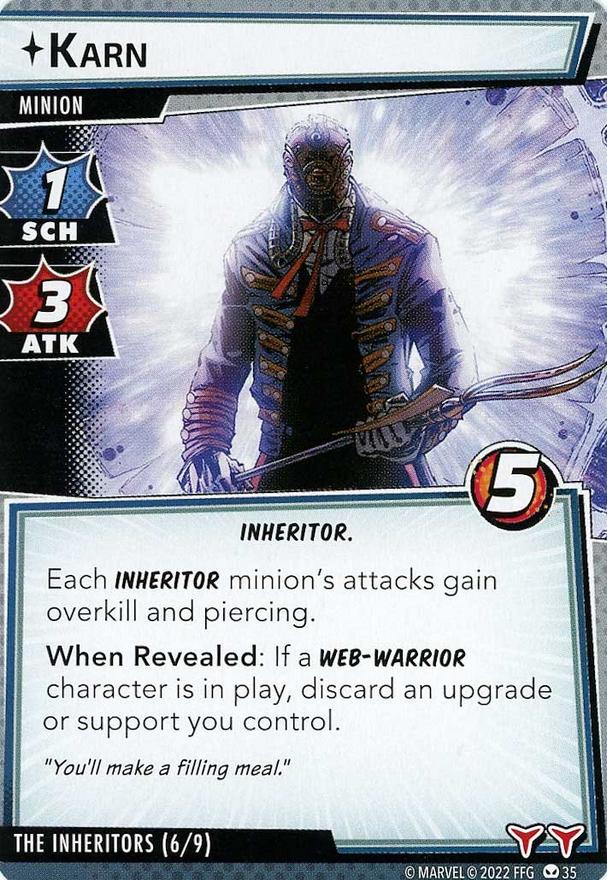 KARN
MINION
1
SCH
3
ATK
5
INHERITOR.
Each INHERITOR minion's attacks gain
overkill and piercing.
When Revealed: If a WEB-WARRIOR
character is in play, discard an upgrade
or support you control.
"You'll make a filling meal."
THE INHERITORS (6/9)
© MARVEL © 2022 FFG 35